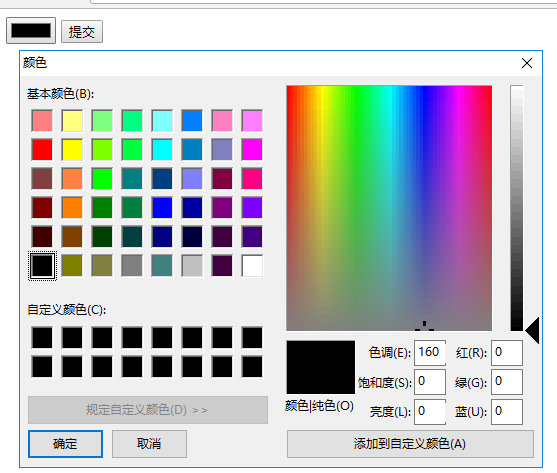 提交
颜色
基本颜色(B):
自定义颜色(C):
规定自定义颜色(D) >>
确定 取消
颜色|纯色(O)
色调(E): 160 红(R): 0
饱和度(S): 0 绿(G): 0
亮度(L): 0 蓝(U): 0
添加到自定义颜色(A)